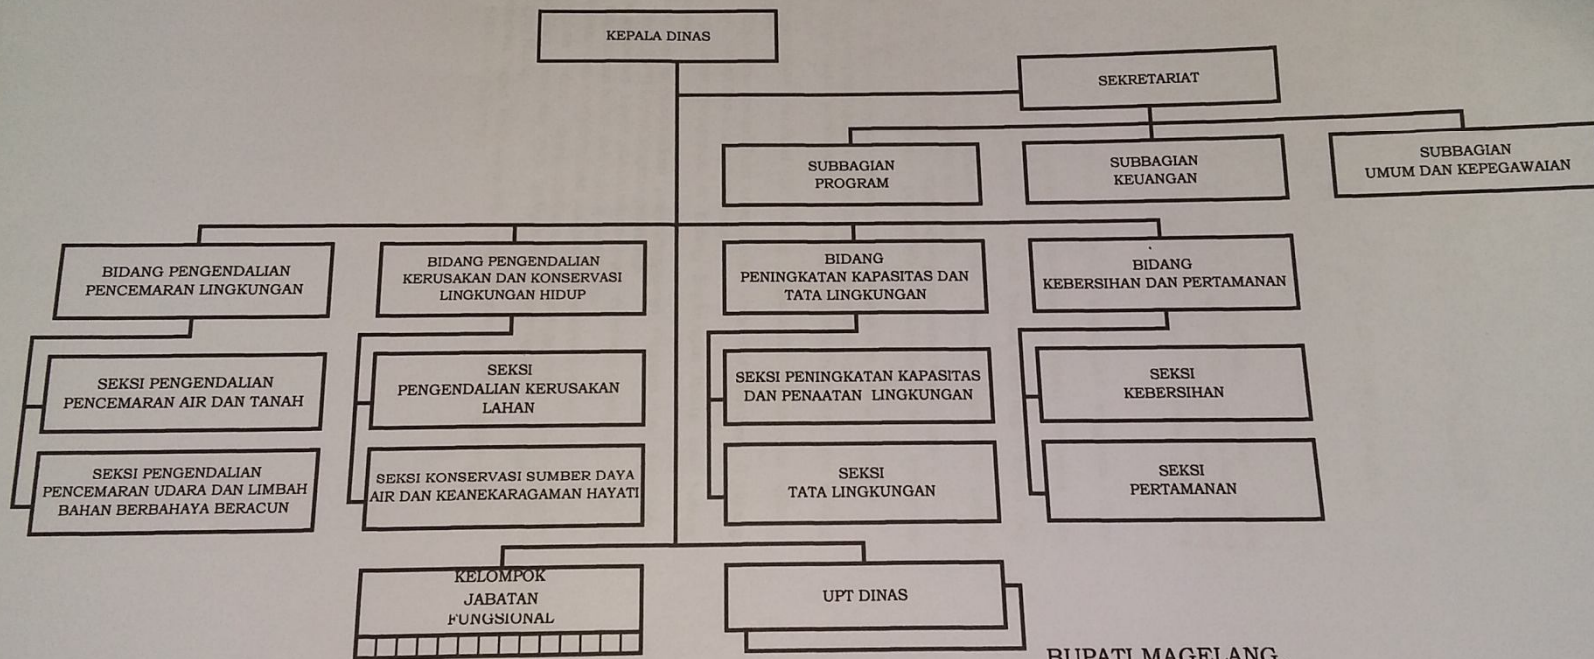 KEPALA DINAS
SEKRETARIAT
SUBBAGIAN
PROGRAM
SUBBAGIAN
KEUANGAN
SUBBAGIAN
UMUM DAN KEPEGAWAIAN
BIDANG PENGENDALIAN
PENCEMARAN LINGKUNGAN
BIDANG PENGENDALIAN
KERUSAKAN DAN KONSERVASI
LINGKUNGAN HIDUP
BIDANG
PENINGKATAN KAPASITAS DAN
TATA LINGKUNGAN
BIDANG
KEBERSIHAN DAN PERTAMANAN
SEKSI PENGENDALIAN
PENCEMARAN AIR DAN TANAH
SEKSI
PENGENDALIAN KERUSAKAN
LAHAN
SEKSI PENINGKATAN KAPASITAS
DAN PENAATAN LINGKUNGAN
SEKSI
KEBERSIHAN
SEKSI PENGENDALIAN
PENCEMARAN UDARA DAN LIMBAH
BAHAN BERBAHAYA BERACUN
SEKSI KONSERVASI SUMBER DAYA
AIR DAN KEANEKARAGAMAN HAYATI
SEKSI
TATA LINGKUNGAN
SEKSI
PERTAMANAN
KELOMPOK
JABATAN
FUNGSIONAL
UPT DINAS
BUPATI MAGELANG